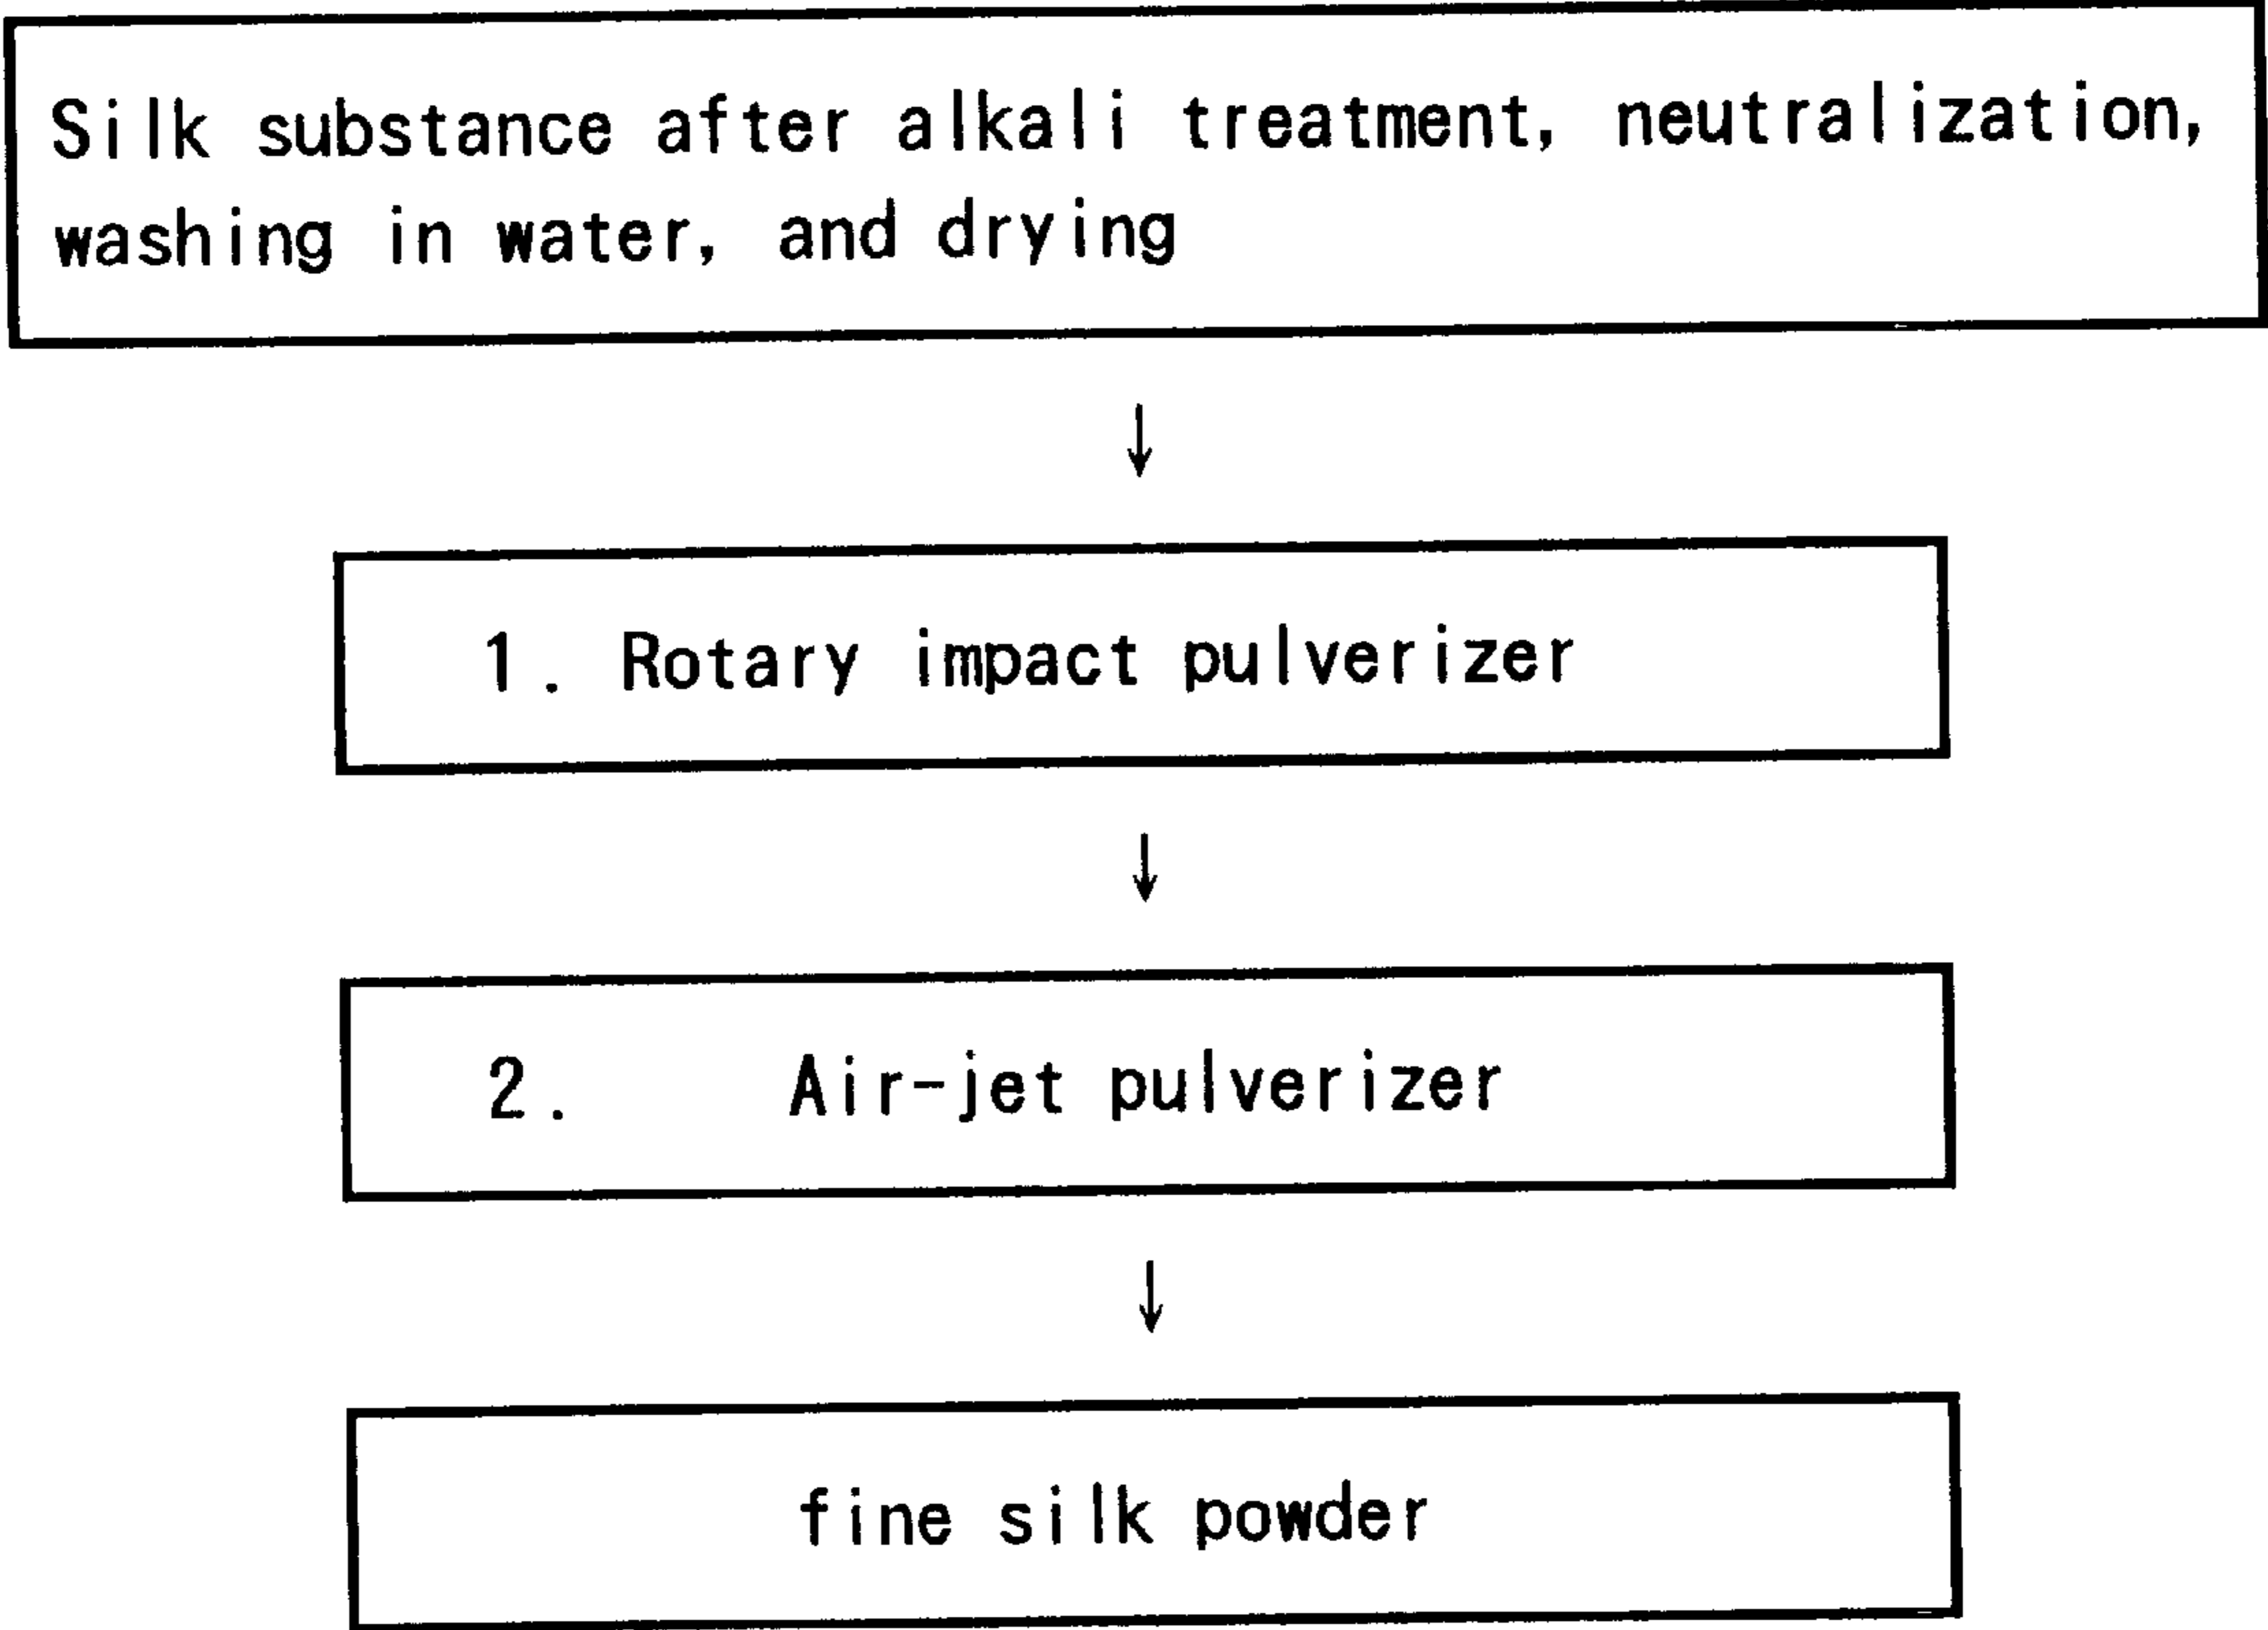 Silk substance after alkali treatment, neutralization,
washing in water, and drying
↓
1. Rotary impact pulverizer
↓
2. Air-jet pulverizer
↓
fine silk powder